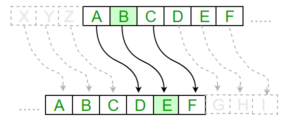 X Y Z A B C D E F .....
..... A B C D E F G H I